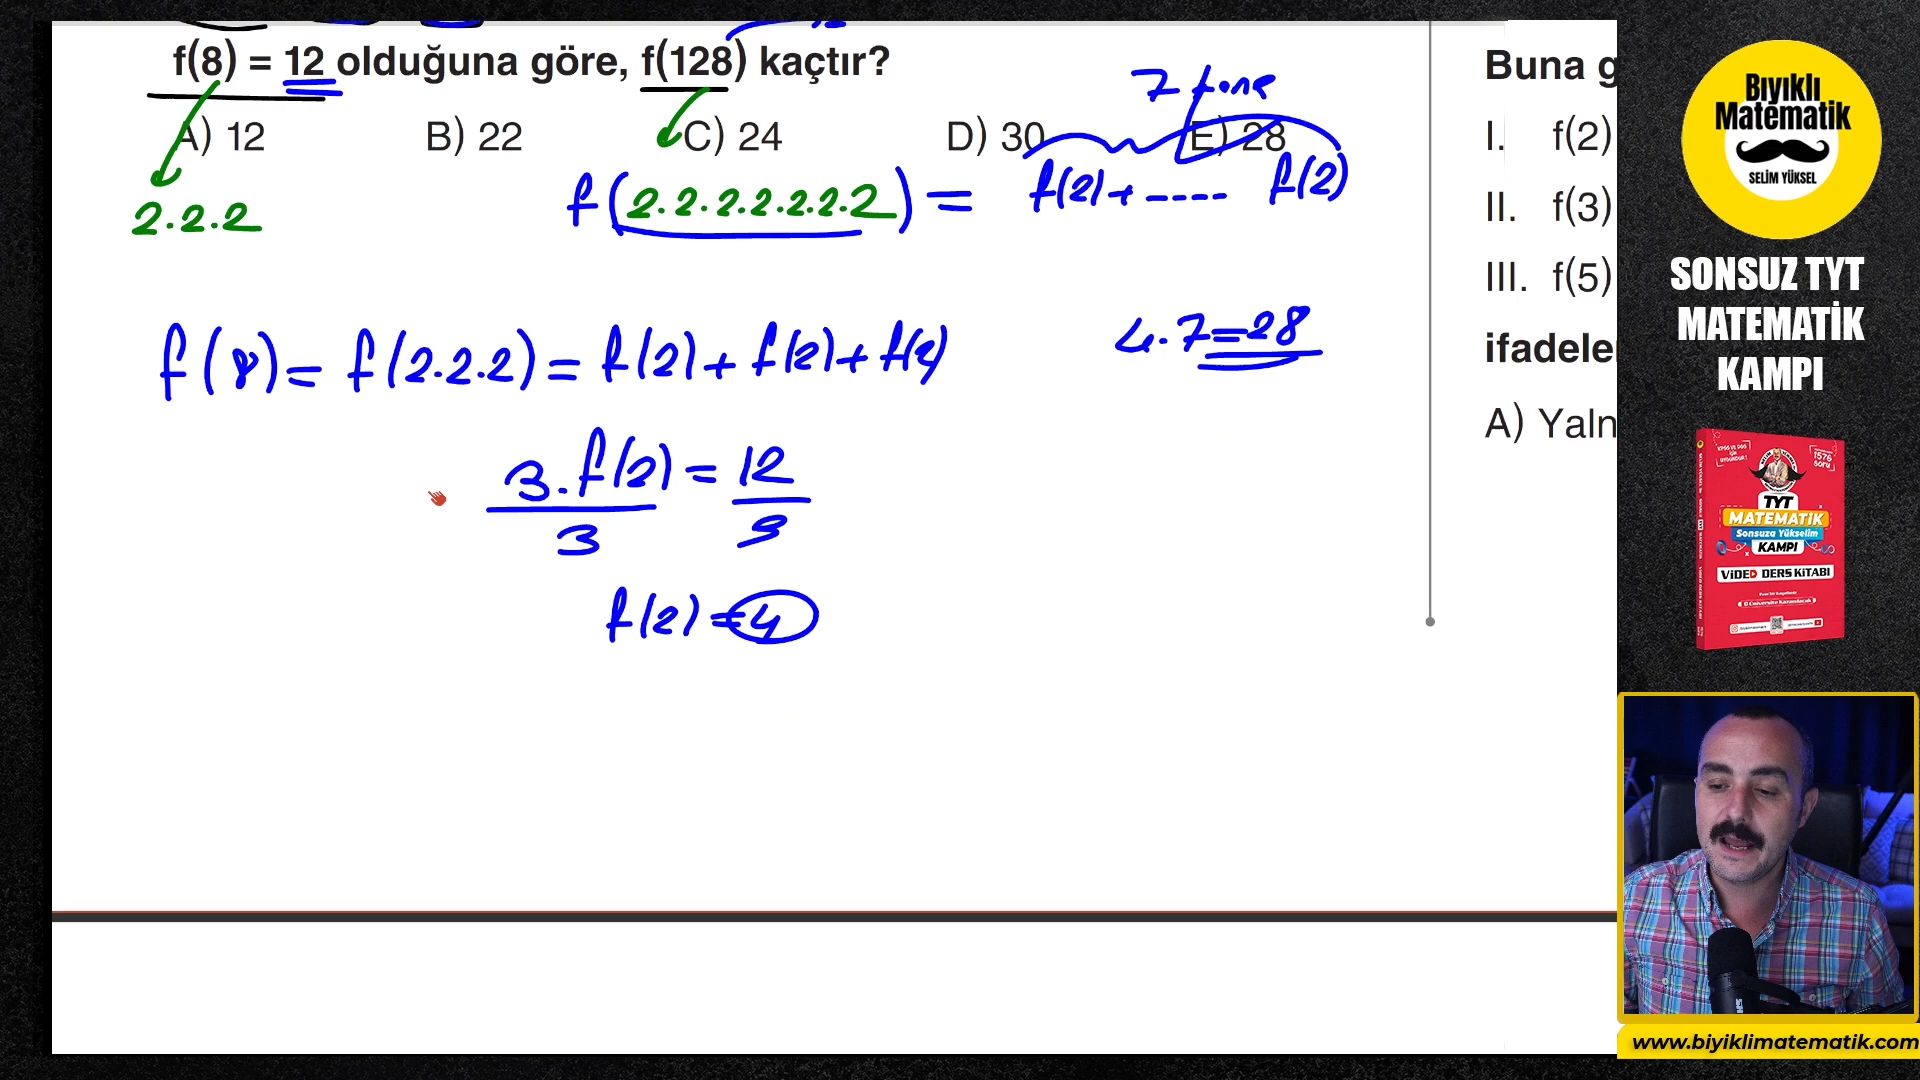 f(8) = 12 olduğuna göre, f(128) kaçtır?
7 tane
A) 12 B) 22 C) 24 D) 30 E) 28
2.2.2
f(2.2.2.2.2.2.2) = f(2)+ ---- f(2)
f(8) = f(2.2.2) = f(2) + f(2) + f(2)
4.7=28
3.f(2) = 12
3 3
f(2) = 4
Buna g
I. f(2)
II. f(3)
III. f(5)
ifadele
A) Yaln
Bıyıklı
Matematik
SELİM YÜKSEL
SONSUZ TYT
MATEMATİK
KAMPI
TYT
MATEMATİK
Sonsuza Yükselim
KAMPI
VİDEO DERS KİTABI
www.biyiklimatematik.com